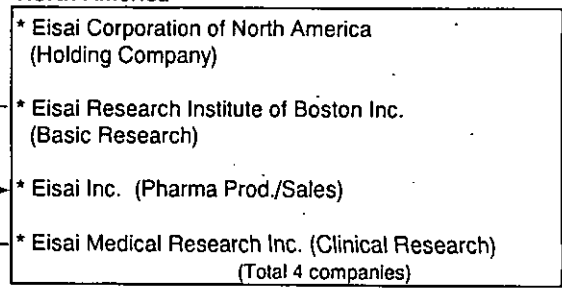 North America
* Eisai Corporation of North America
(Holding Company)
* Eisai Research Institute of Boston Inc.
(Basic Research)
* Eisai Inc. (Pharma Prod./Sales)
* Eisai Medical Research Inc. (Clinical Research)
(Total 4 companies)